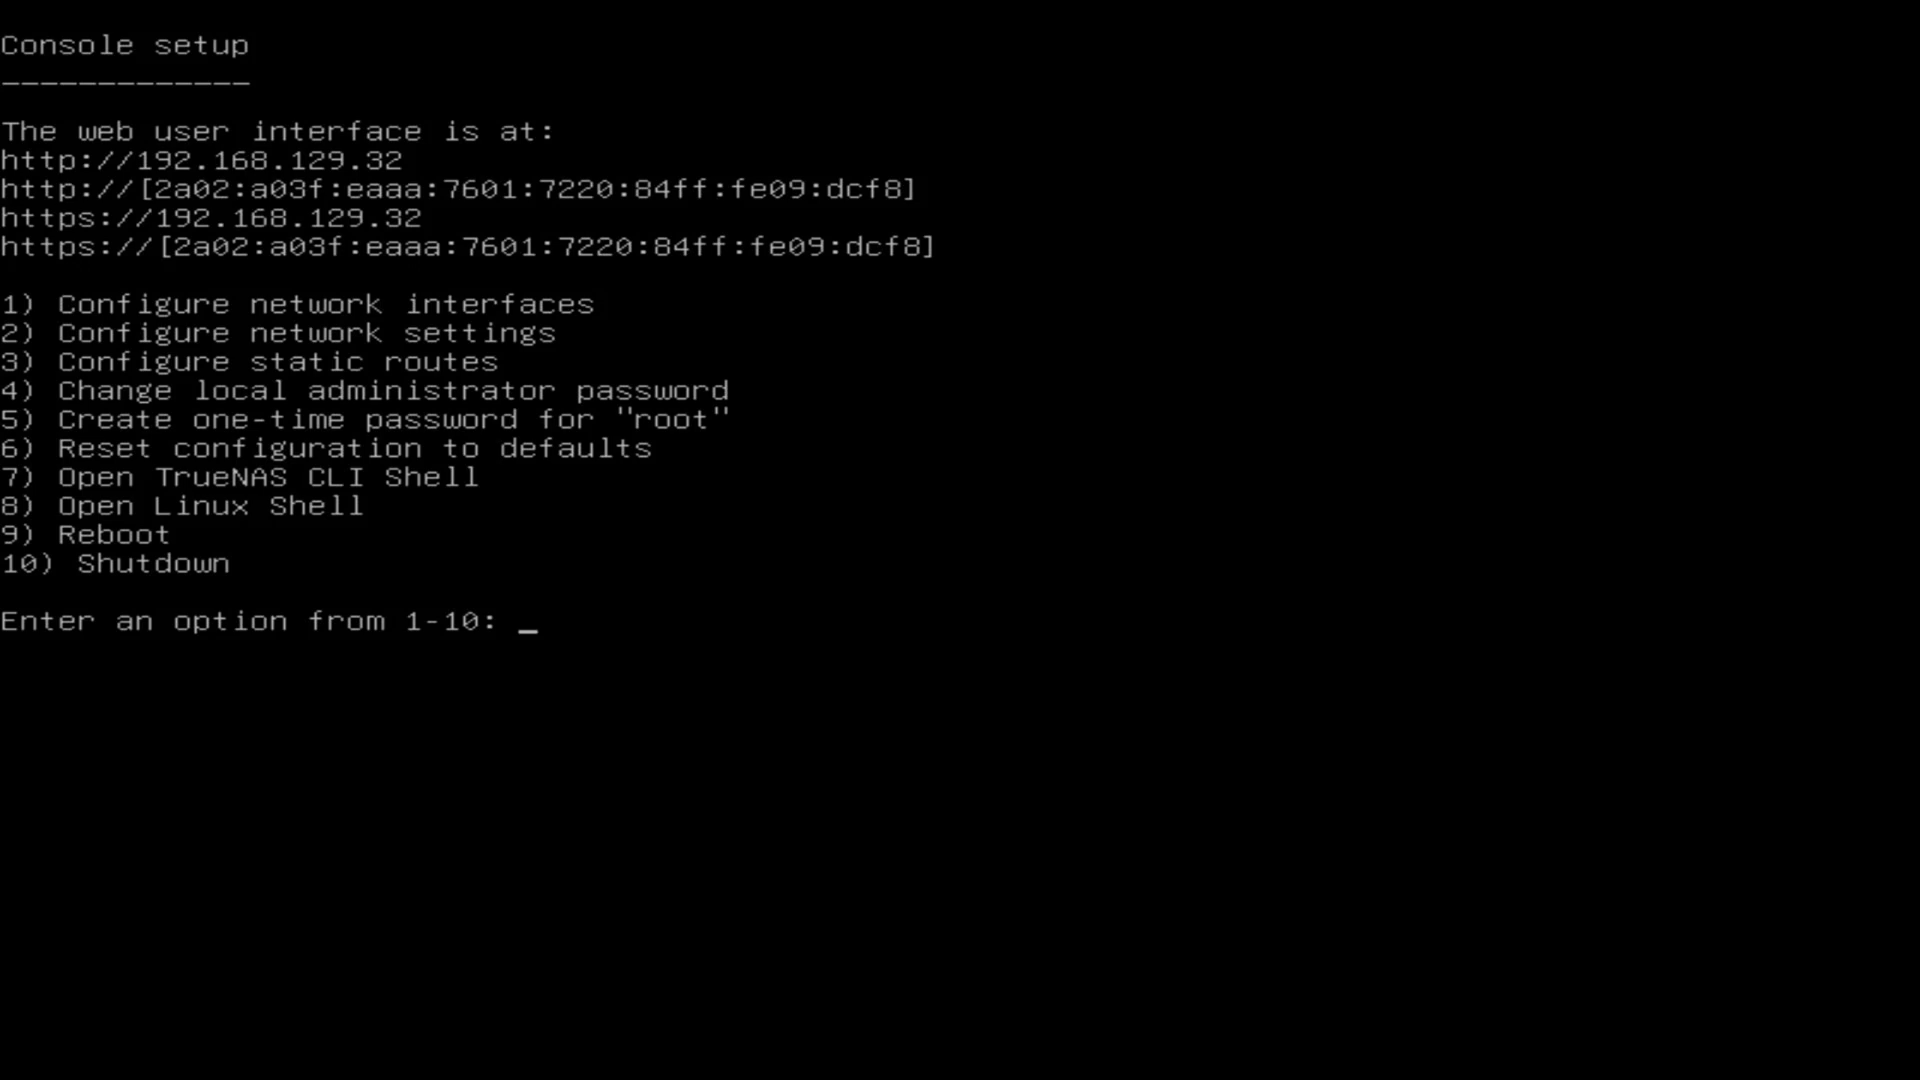 Console setup
-------------
The web user interface is at:
http://192.168.129.32
http://[2a02:a03f:eaaa:7601:7220:84ff:fe09:dcf8]
https://192.168.129.32
https://[2a02:a03f:eaaa:7601:7220:84ff:fe09:dcf8]
1) Configure network interfaces
2) Configure network settings
3) Configure static routes
4) Change local administrator password
5) Create one-time password for "root"
6) Reset configuration to defaults
7) Open TrueNAS CLI Shell
8) Open Linux Shell
9) Reboot
10) Shutdown
Enter an option from 1-10: _